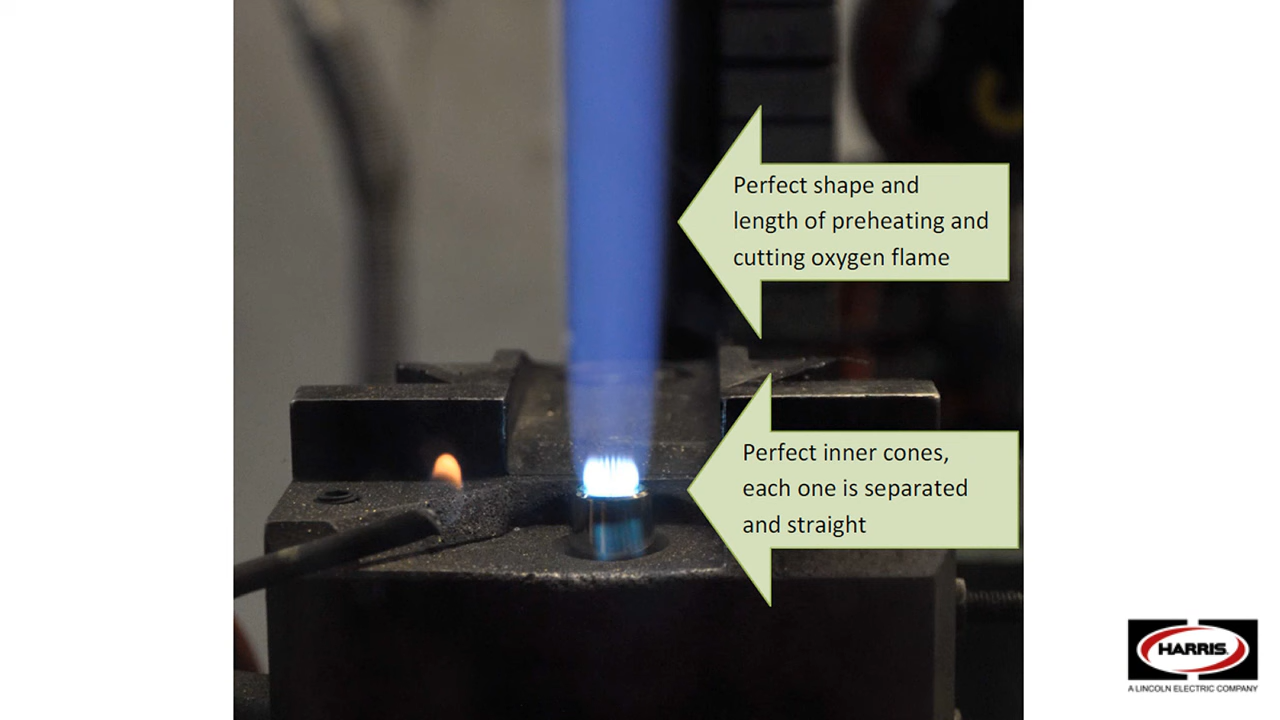 Perfect shape and
length of preheating and
cutting oxygen flame
Perfect inner cones,
each one is separated
and straight
HARRIS
A LINCOLN ELECTRIC COMPANY